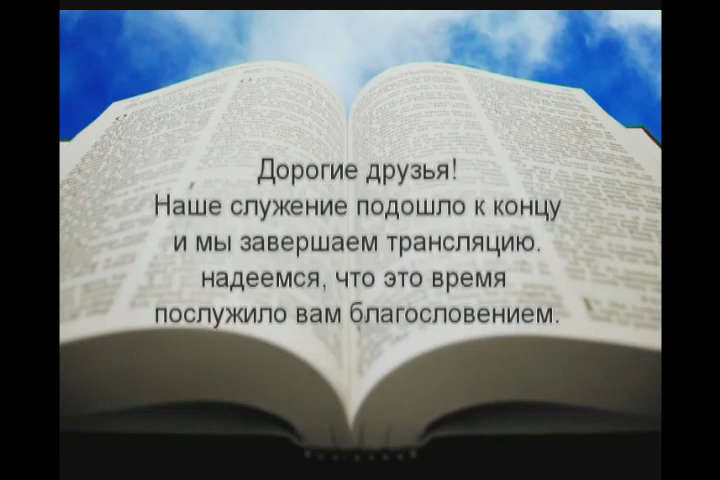 Дорогие друзья!
Наше служение подошло к концу
и мы завершаем трансляцию.
надеемся, что это время
послужило вам благословением.